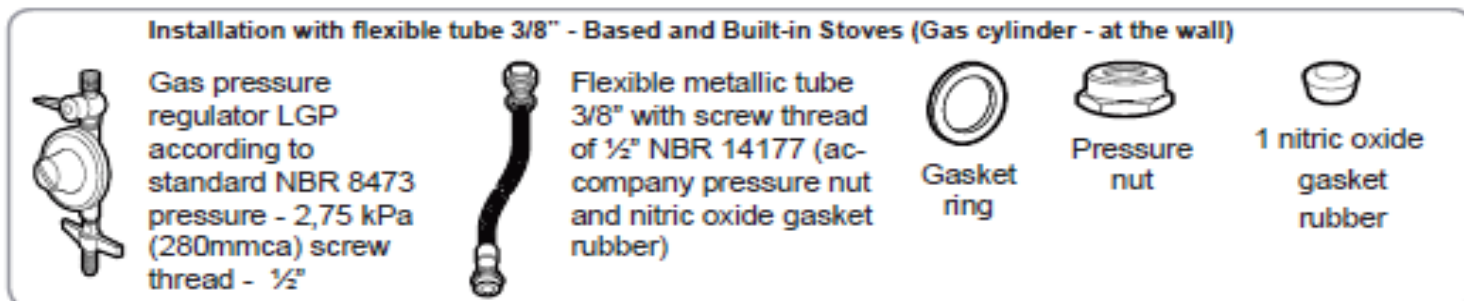 Installation with flexible tube 3/8" - Based and Built-in Stoves (Gas cylinder - at the wall)
Gas pressure
regulator LGP
according to
standard NBR 8473
pressure - 2,75 kPa
(280mmca) screw
thread - ½"
Flexible metallic tube
3/8" with screw thread
of ½" NBR 14177 (ac-
company pressure nut
and nitric oxide gasket
rubber)
Gasket
ring
Pressure
nut
1 nitric oxide
gasket
rubber